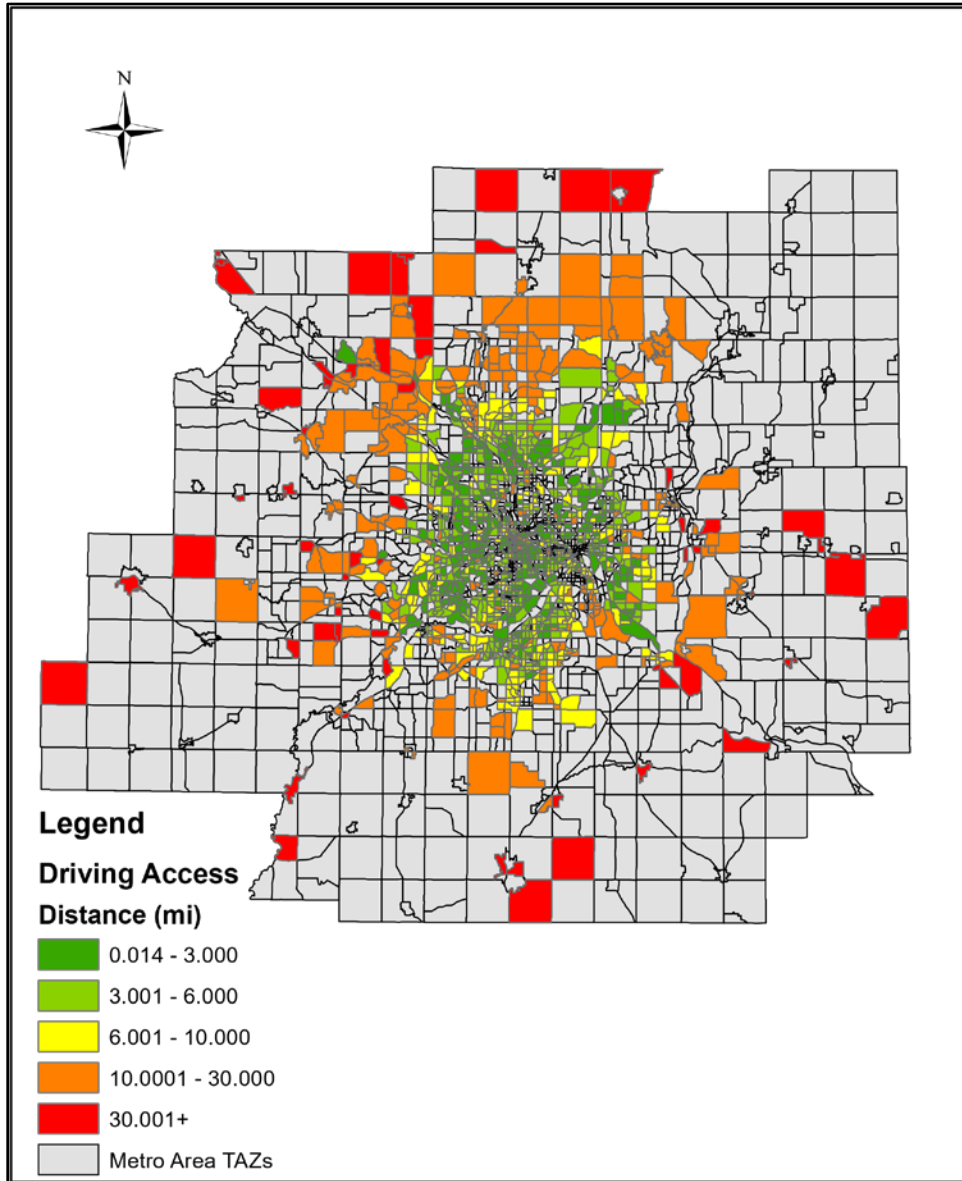 N
Legend
Driving Access
Distance (mi)
0.014 - 3.000
3.001 - 6.000
6.001 - 10.000
10.0001 - 30.000
30.001+
Metro Area TAZs